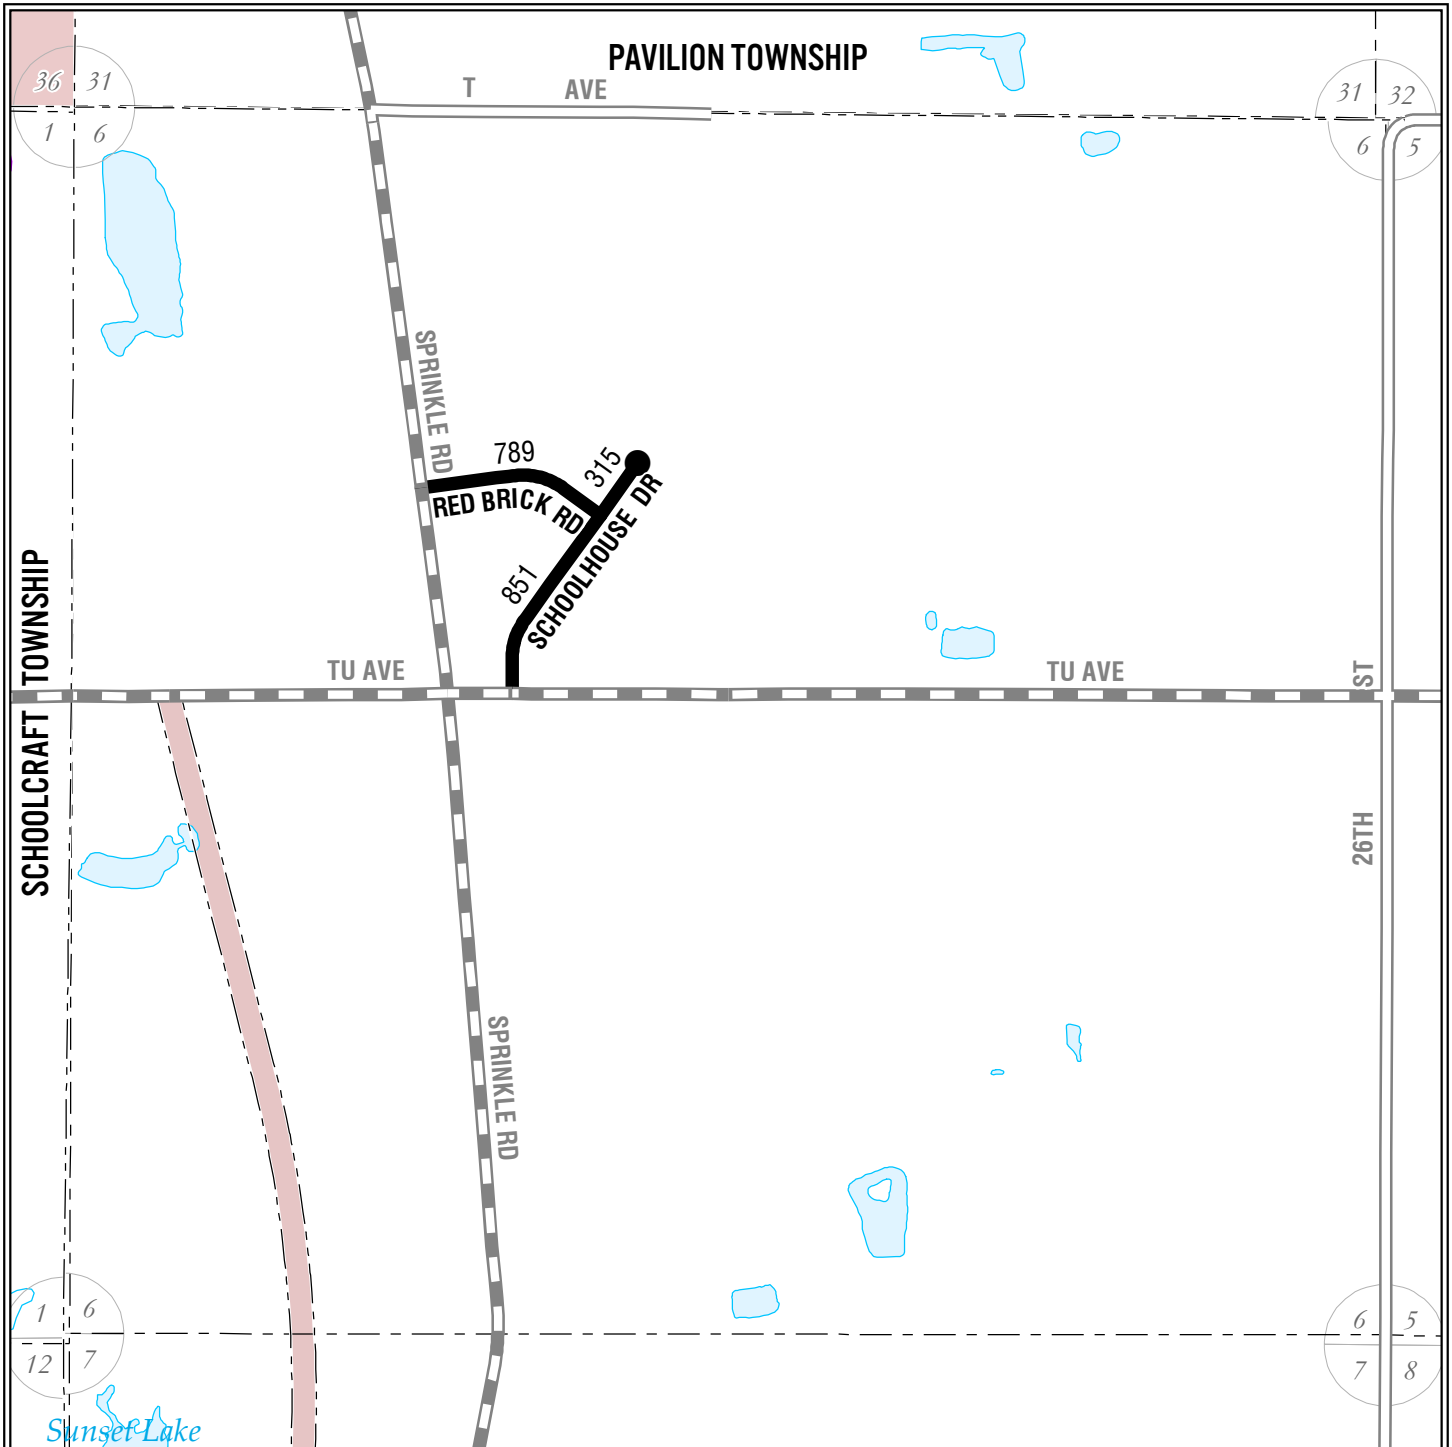 PAVILION TOWNSHIP
T AVE
36 31
1 6
31 32
6 5
SPRINKLE RD
789
315
RED BRICK RD
SCHOOLHOUSE DR
851
SCHOOLCRAFT TOWNSHIP
TU AVE
TU AVE
26TH ST
SPRINKLE RD
1 6
12 7
6 5
7 8
Sunset Lake